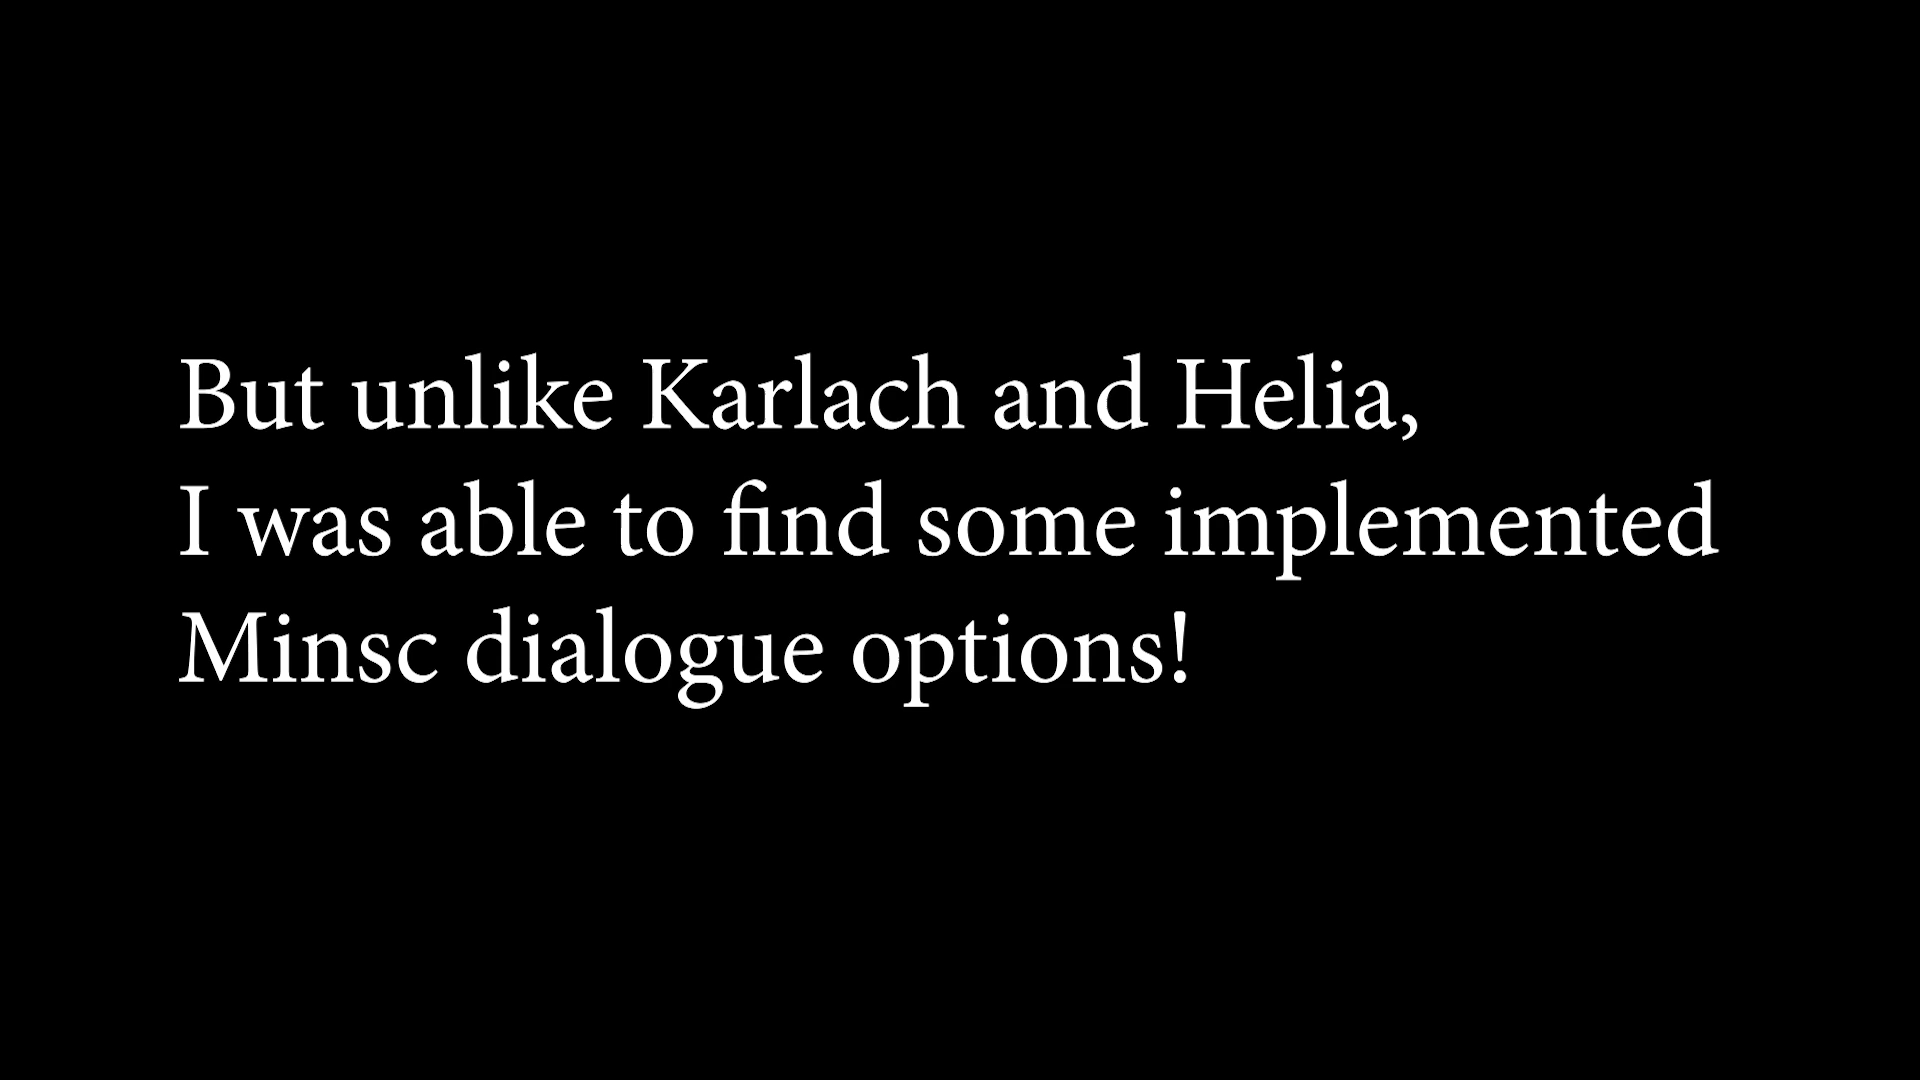 But unlike Karlach and Helia,
I was able to find some implemented
Minsc dialogue options!